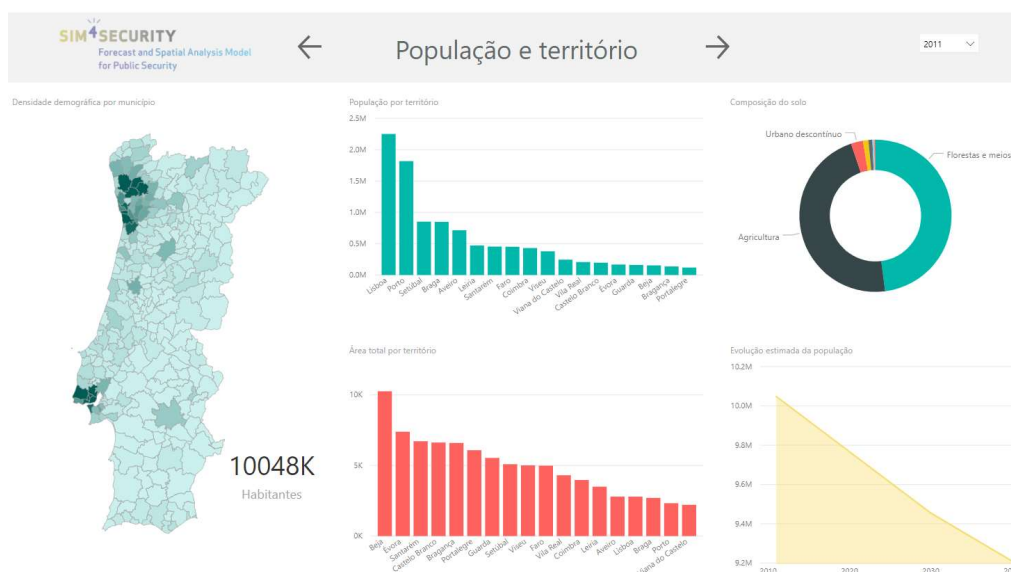 SIM4SECURITY
Forecast and Spatial Analysis Model
for Public Security
População e território
2011
Densidade demográfica por município
10048K
Habitantes
População por território
2.5M
2.0M
1.5M
1.0M
0.5M
0.0M
Lisboa
Porto
Setúbal
Braga
Aveiro
Leiria
Santarém
Faro
Coimbra
Viseu
Viana do Castelo
Vila Real
Castelo Branco
Évora
Guarda
Beja
Bragança
Portalegre
Composição do solo
Urbano descontínuo
Florestas e meios
Agricultura
Área total por território
10K
5K
0K
Beja
Évora
Santarém
Castelo Branco
Bragança
Portalegre
Guarda
Setúbal
Viseu
Faro
Vila Real
Coimbra
Leiria
Aveiro
Lisboa
Braga
Porto
Viana do Castelo
Evolução estimada da população
10.2M
10.0M
9.8M
9.6M
9.4M
9.2M
2010
2020
2030